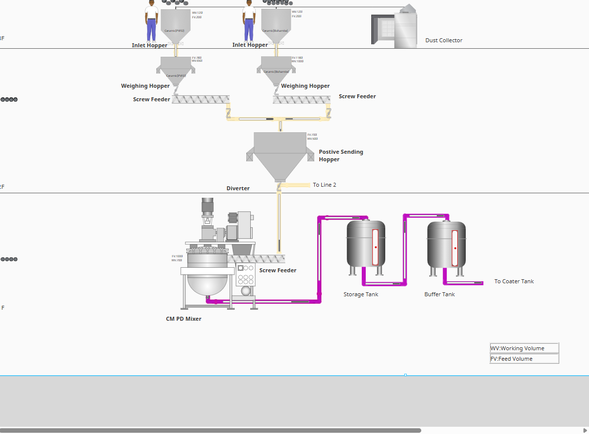 Inlet Hopper
Inlet Hopper
Dust Collector
Weighing Hopper
Weighing Hopper
Screw Feeder
Screw Feeder
Postive Sending
Hopper
Diverter
To Line 2
Screw Feeder
Storage Tank
Buffer Tank
To Coater Tank
CM PD Mixer
WV:Working Volume
FV:Feed Volume